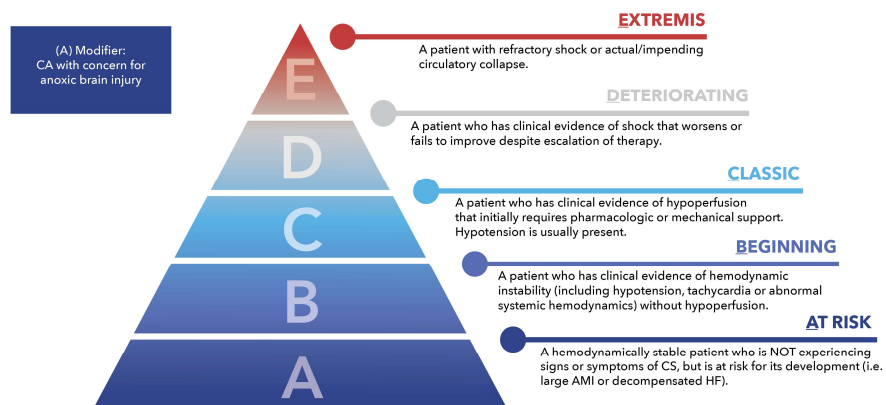 (A) Modifier:
CA with concern for
anoxic brain injury
EXTREMIS
A patient with refractory shock or actual/impending
circulatory collapse.
E
DETERIORATING
A patient who has clinical evidence of shock that worsens or
fails to improve despite escalation of therapy.
D
CLASSIC
A patient who has clinical evidence of hypoperfusion
that initially requires pharmacologic or mechanical support.
Hypotension is usually present.
C
BEGINNING
A patient who has clinical evidence of hemodynamic
instability (including hypotension, tachycardia or abnormal
systemic hemodynamics) without hypoperfusion.
B
AT RISK
A hemodynamically stable patient who is NOT experiencing
signs or symptoms of CS, but is at risk for its development (i.e.
large AMI or decompensated HF).
A